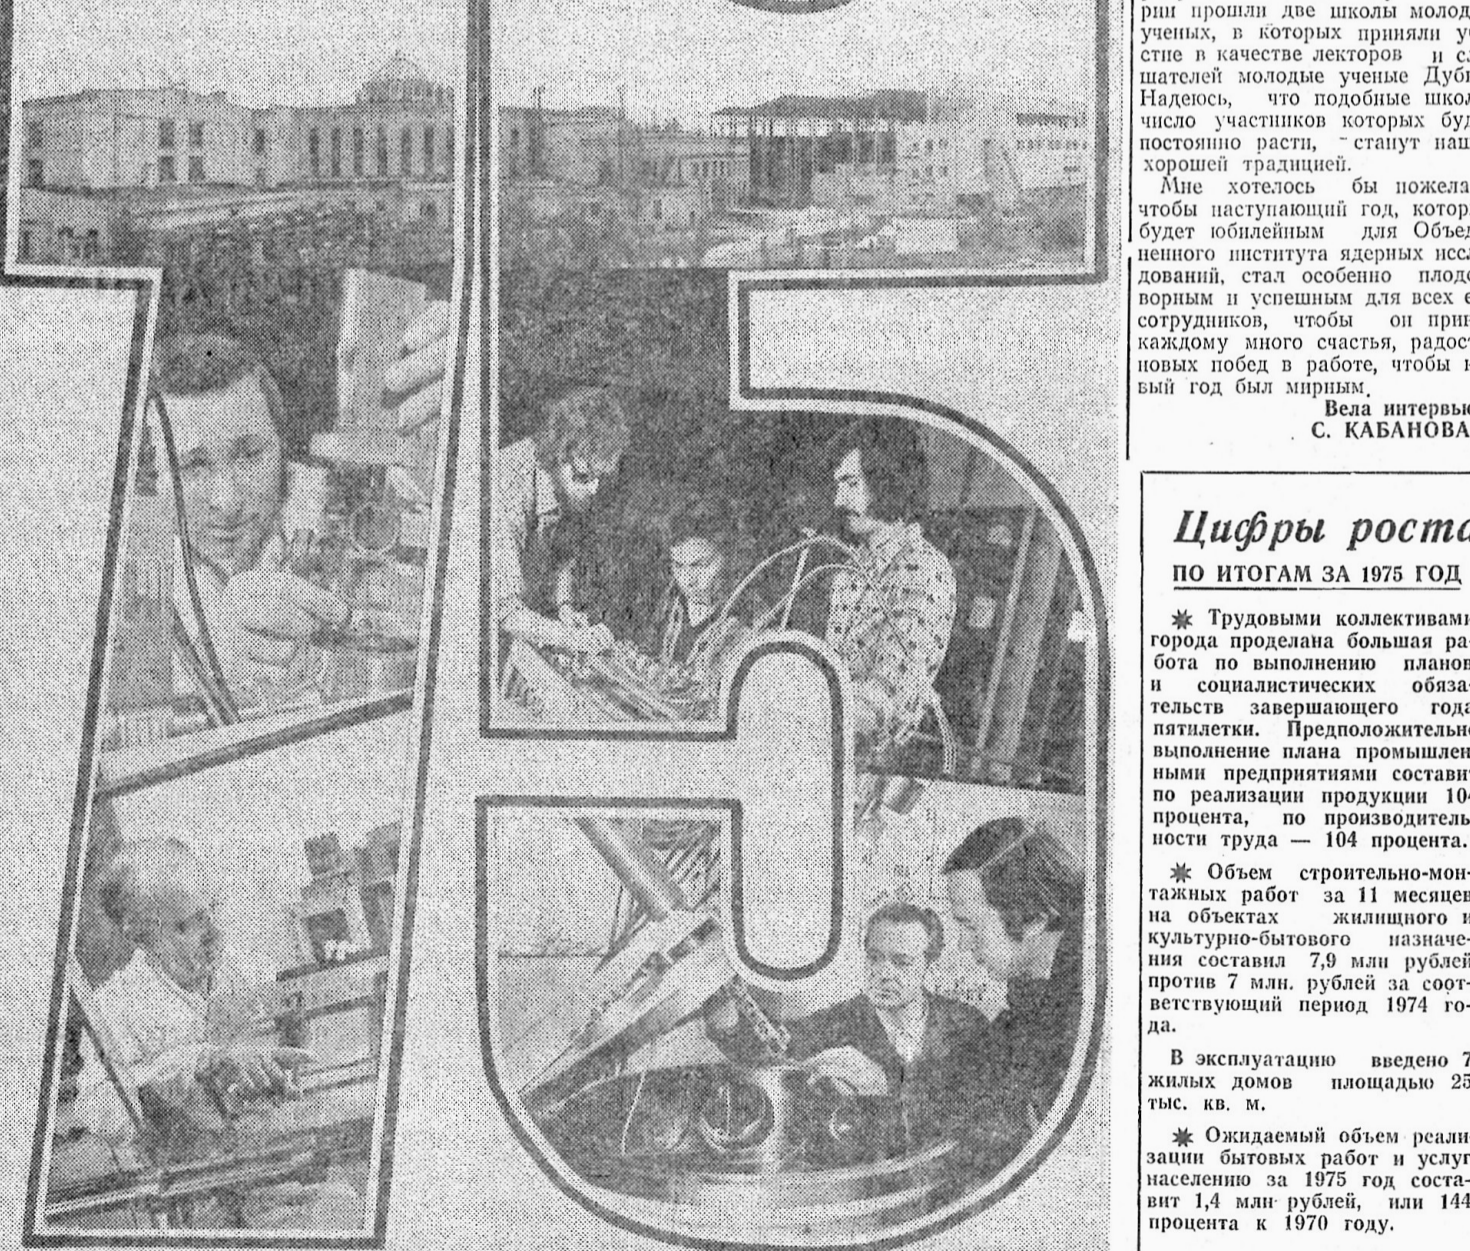 рии прошли две школы молод
ученых, в которых приняли у
стие в качестве лекторов и сл
шателей молодые ученые Дуб
Надеюсь, что подобные школ
число участников которых буд
постоянно расти, станут наш
хорошей традицией.
Мне хотелось бы пожела
чтобы наступающий год, котор
будет юбилейным для Объед
ненного института ядерных иссл
дований, стал особенно плодо
ворным и успешным для всех е
сотрудников, чтобы он прин
каждому много счастья, радост
новых побед в работе, чтобы н
вый год был мирным.
Вела интервью
С. КАБАНОВА
Цифры роста
ПО ИТОГАМ ЗА 1975 ГОД
Трудовыми коллективами
города проделана большая ра-
бота по выполнению планов
и социалистических обяза-
тельств завершающего года
пятилетки. Предположительно
выполнение плана промышлен
ными предприятиями составит
по реализации продукции 104
процента, по производитель
ности труда — 104 процента.
Объем строительно-мон-
тажных работ за 11 месяцев
на объектах жилищного и
культурно-бытового назначе-
ния составил 7,9 млн рублей
против 7 млн. рублей за соот-
ветствующий период 1974 го-
да.
В эксплуатацию введено 7
жилых домов площадью 25
тыс. кв. м.
Ожидаемый объем реали
зации бытовых работ и услуг
населению за 1975 год соста-
вит 1,4 млн рублей, или 144
процента к 1970 году.